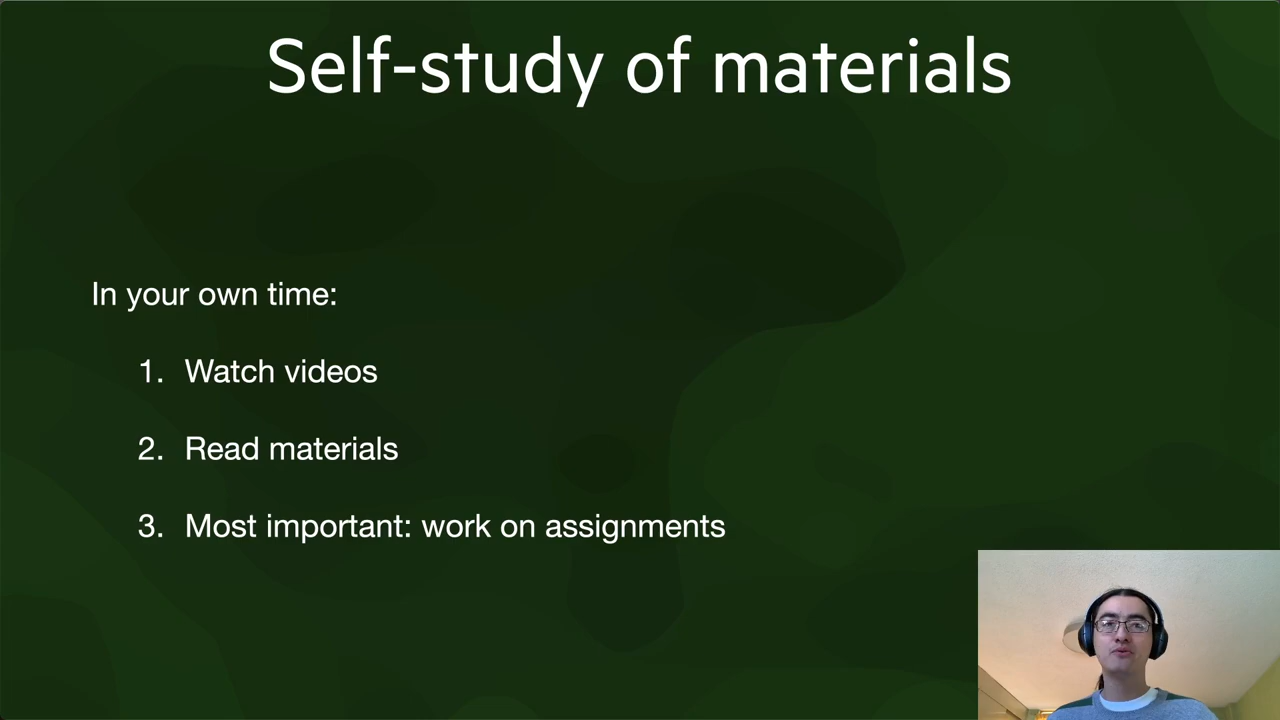 Self-study of materials
In your own time:
1. Watch videos
2. Read materials
3. Most important: work on assignments